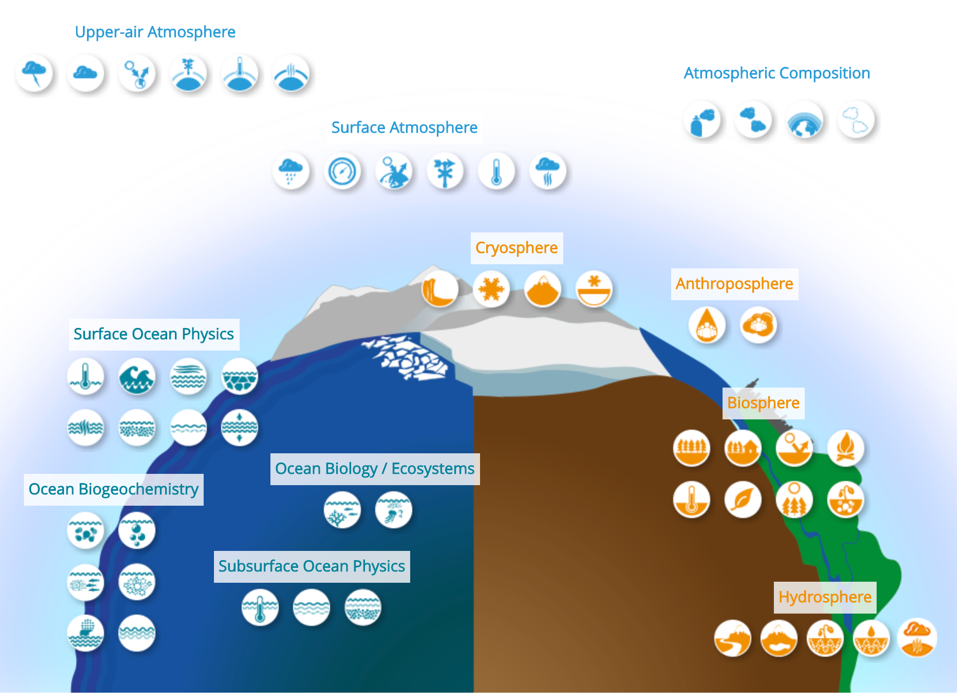 Upper-air Atmosphere
Atmospheric Composition
Surface Atmosphere
Cryosphere
Anthroposphere
Surface Ocean Physics
Biosphere
Ocean Biology / Ecosystems
Ocean Biogeochemistry
Subsurface Ocean Physics
Hydrosphere